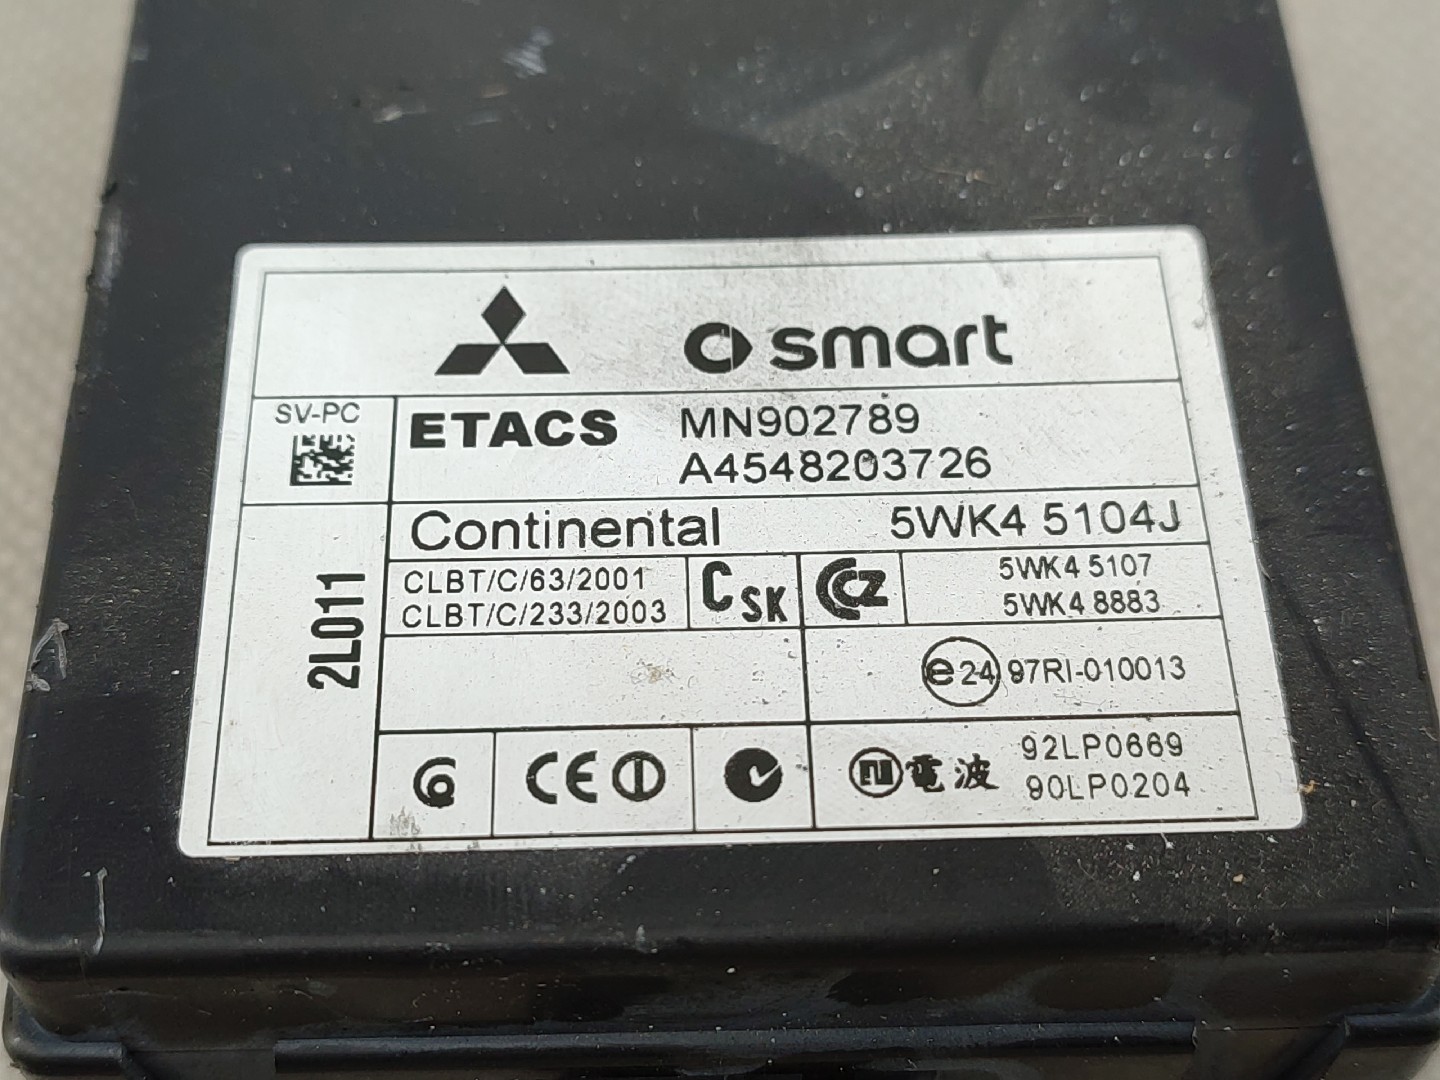 smart
SV-PC
ETACS
MN902789
A4548203726
Continental
5WK4 5104J
2L011
CLBT/C/63/2001
CLBT/C/233/2003
CSK
CCZ
5WK4 5107
5WK4 8883
e24 97RI-010013
CE
電波
92LP0669
90LP0204